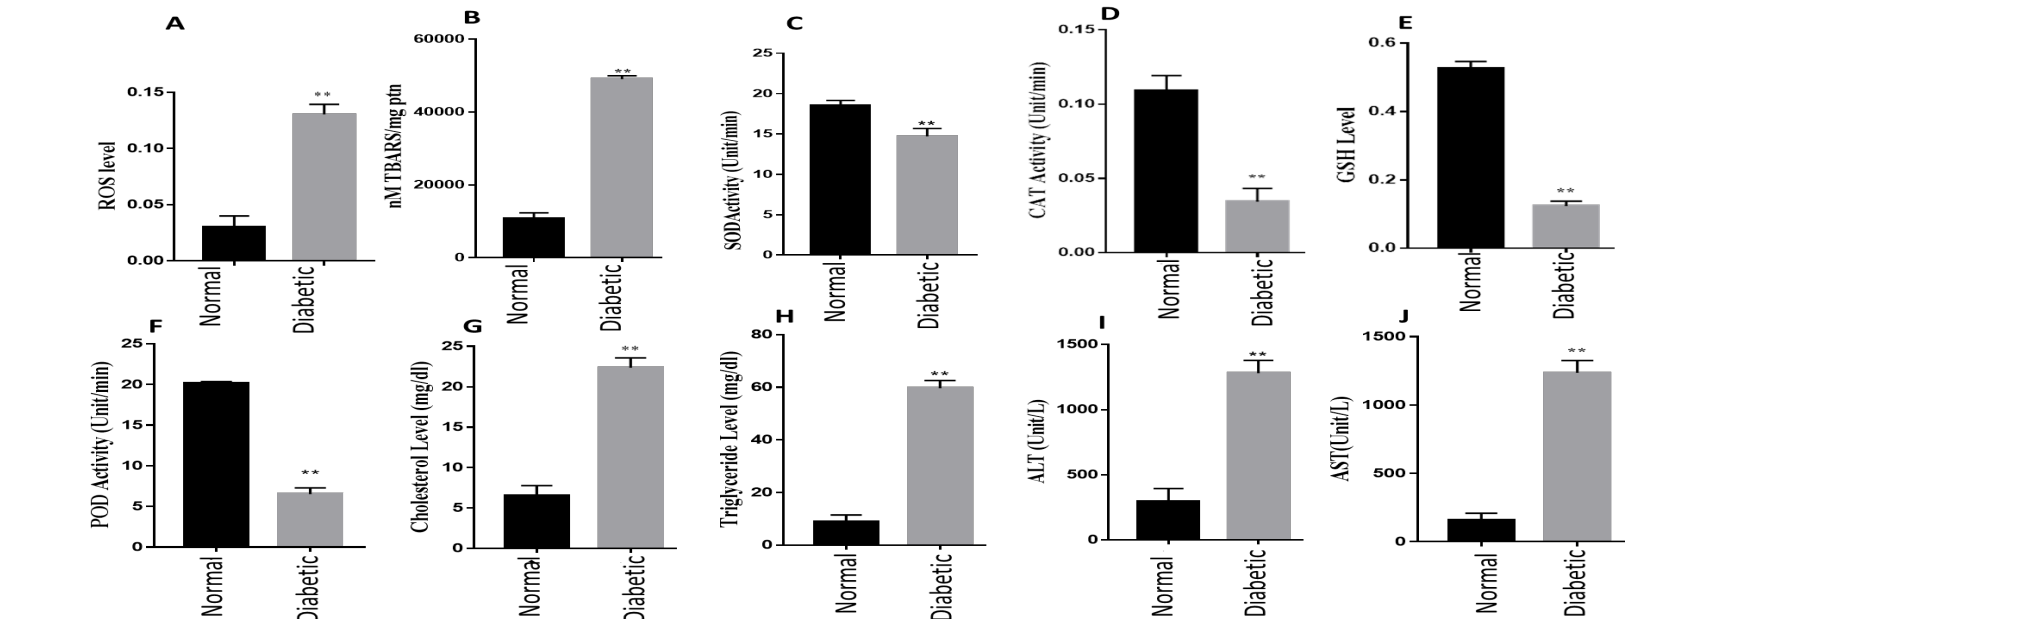 A
ROS level
0.15
0.10
0.05
0.00
**
Normal
Diabetic
B
nM TBARS/mg ptn
60000
40000
20000
0
**
Normal
Diabetic
C
SODActivity (Unit/min)
25
20
15
10
5
0
**
Normal
Diabetic
D
CAT Activity (Unit/min)
0.15
0.10
0.05
0.00
**
Normal
Diabetic
E
GSH Level
0.6
0.4
0.2
0.0
**
Normal
Diabetic
F
POD Activity (Unit/min)
25
20
15
10
5
0
**
Normal
Diabetic
G
Cholesterol Level (mg/dl)
25
20
15
10
5
0
**
Normal
Diabetic
H
Triglyceride Level (mg/dl)
80
60
40
20
0
**
Normal
Diabetic
I
ALT (Unit/L)
1500
1000
500
0
**
Normal
Diabetic
J
AST(Unit/L)
1500
1000
500
0
**
Normal
Diabetic